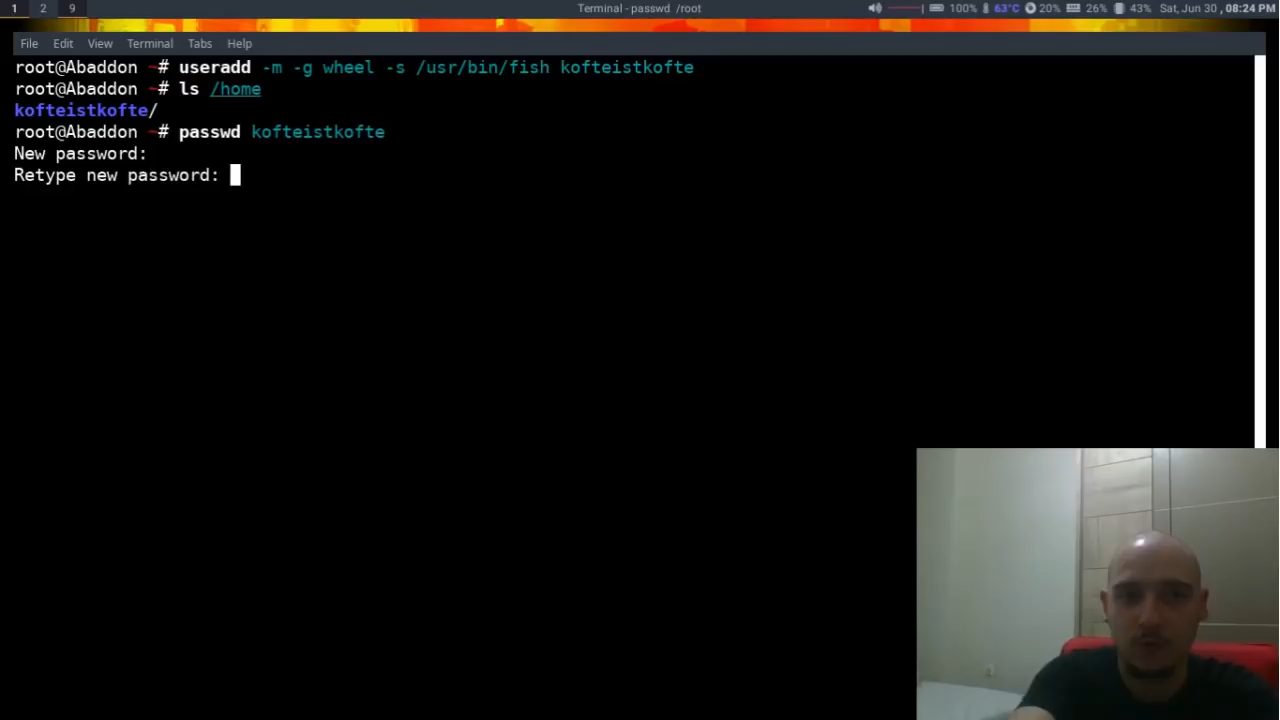 1 2 9 Terminal - passwd /root 100% 63°C 20% 26% 43% Sat, Jun 30 , 08:24 PM
File Edit View Terminal Tabs Help
root@Abaddon ~# useradd -m -g wheel -s /usr/bin/fish kofteistkofte
root@Abaddon ~# ls /home
kofteistkofte/
root@Abaddon ~# passwd kofteistkofte
New password:
Retype new password: